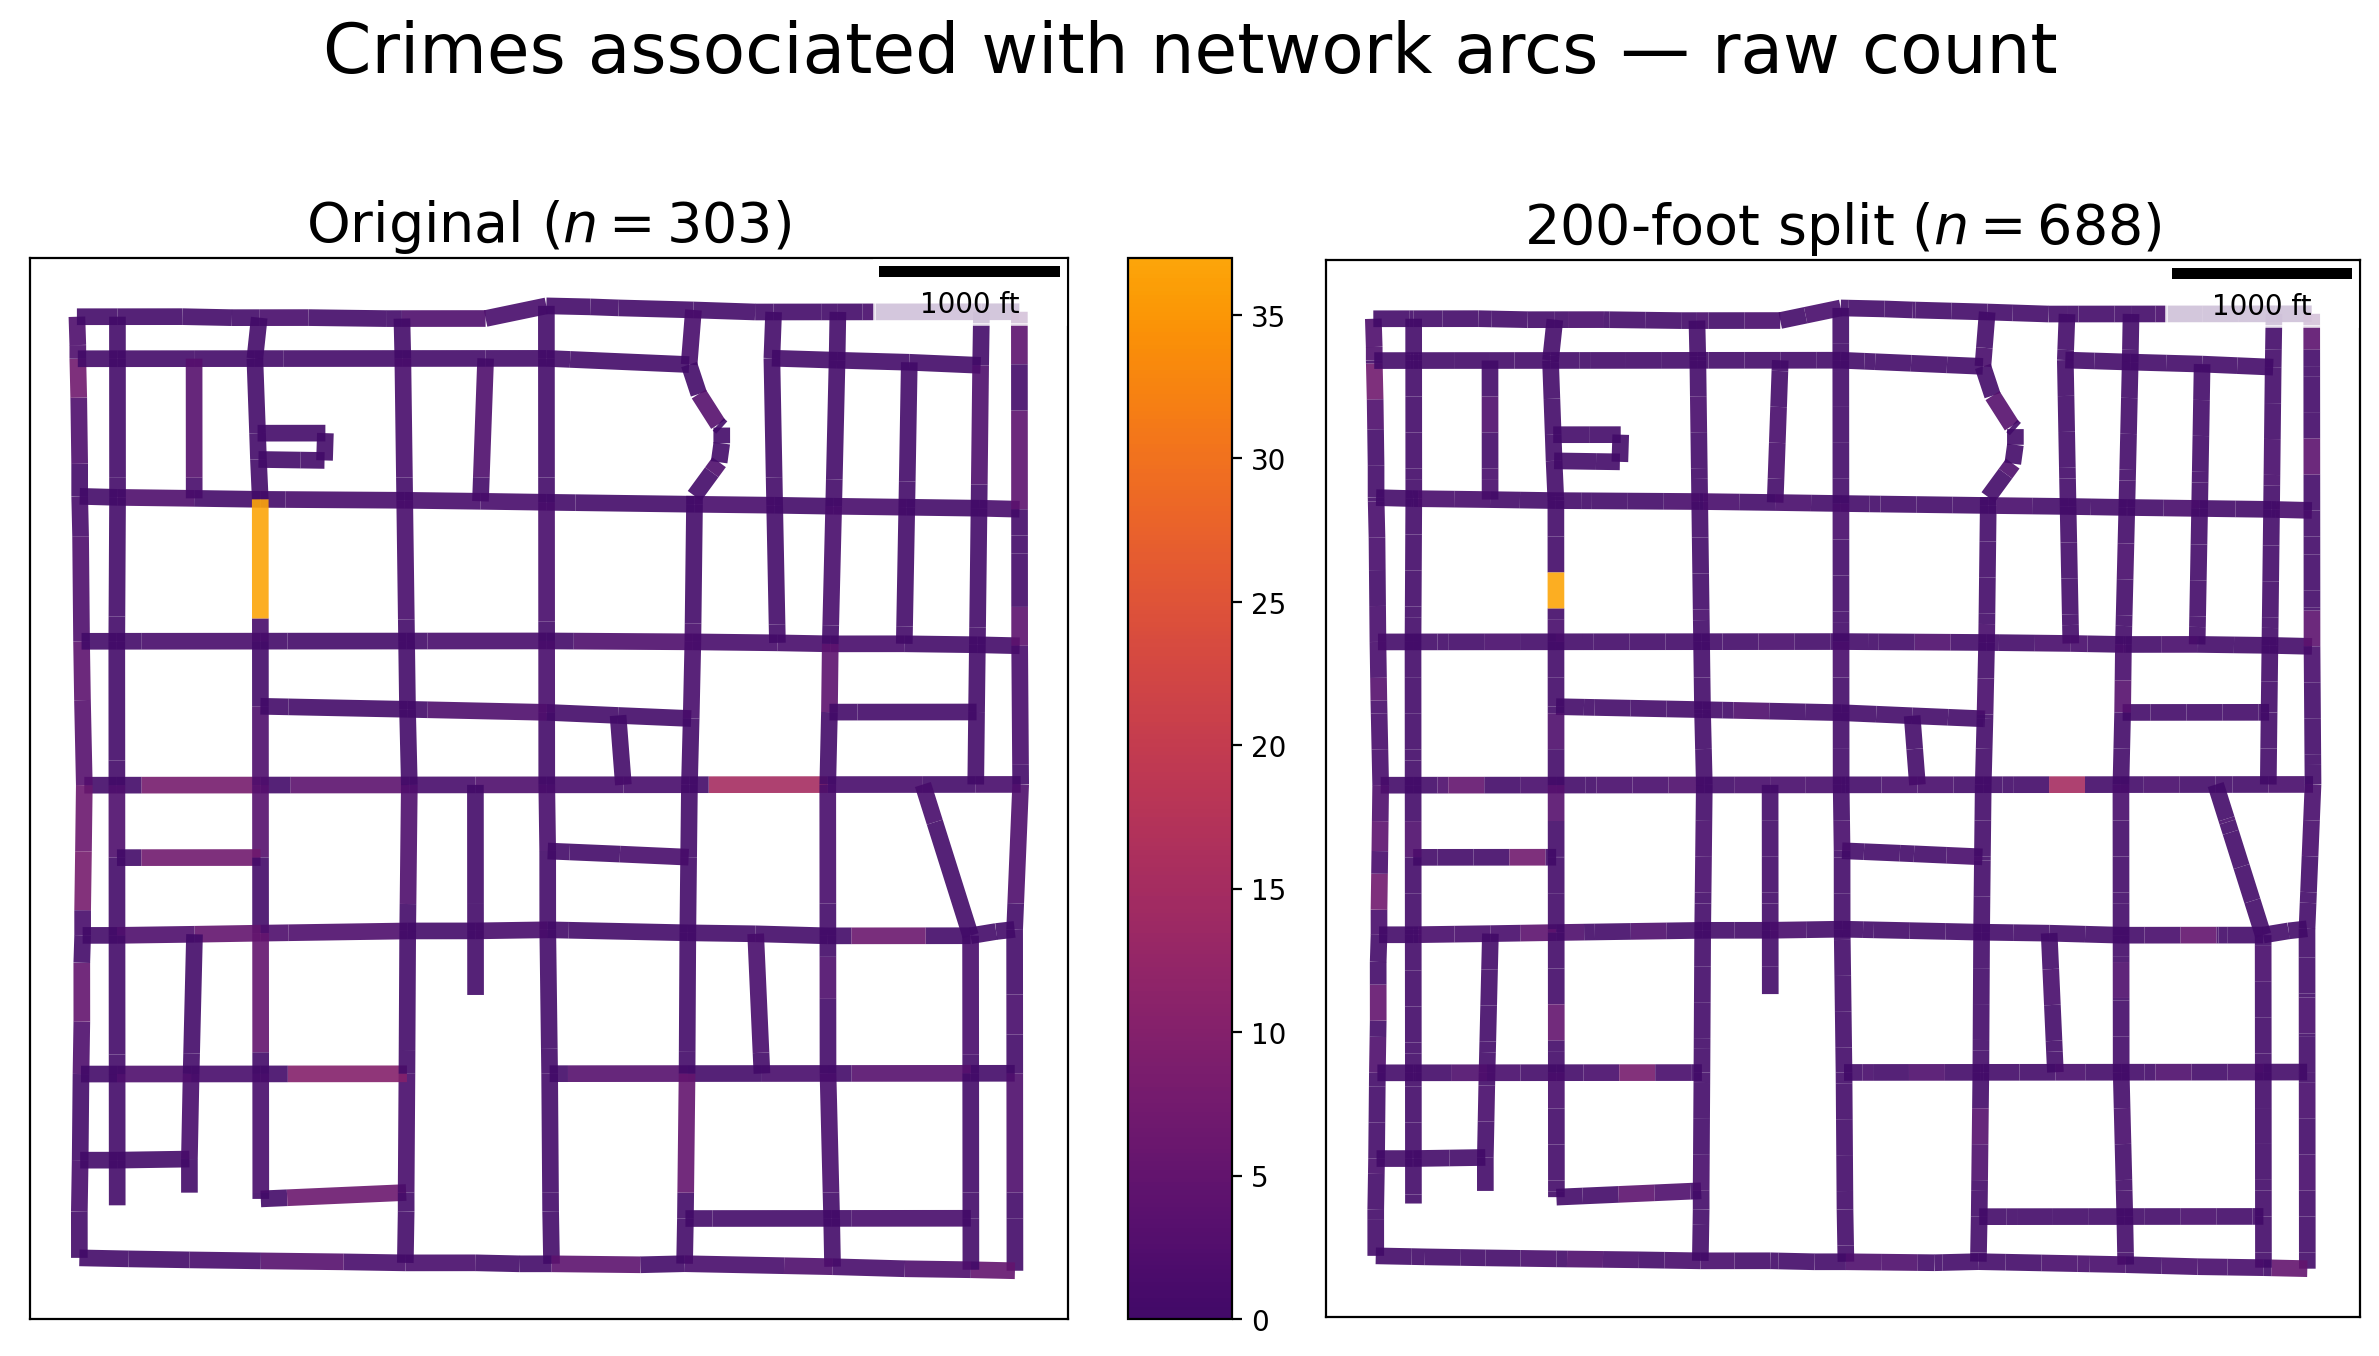 Crimes associated with network arcs — raw count
Original (n = 303)
200-foot split (n = 688)
1000 ft
1000 ft
35
30
25
20
15
10
5
0